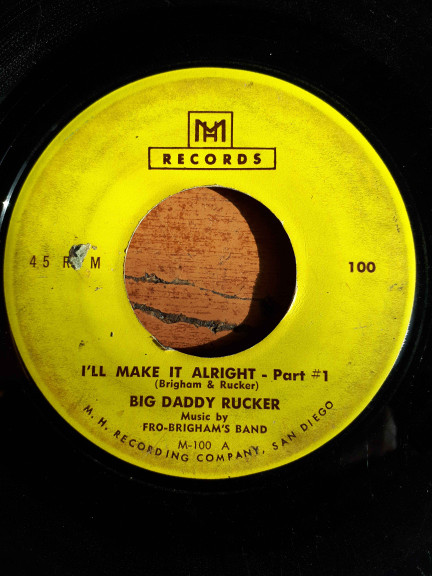 MH
RECORDS
45 RPM
100
I'LL MAKE IT ALRIGHT - Part #1
(Brigham & Rucker)
BIG DADDY RUCKER
Music by
FRO-BRIGHAM'S BAND
M-100 A
M. H. RECORDING COMPANY, SAN DIEGO